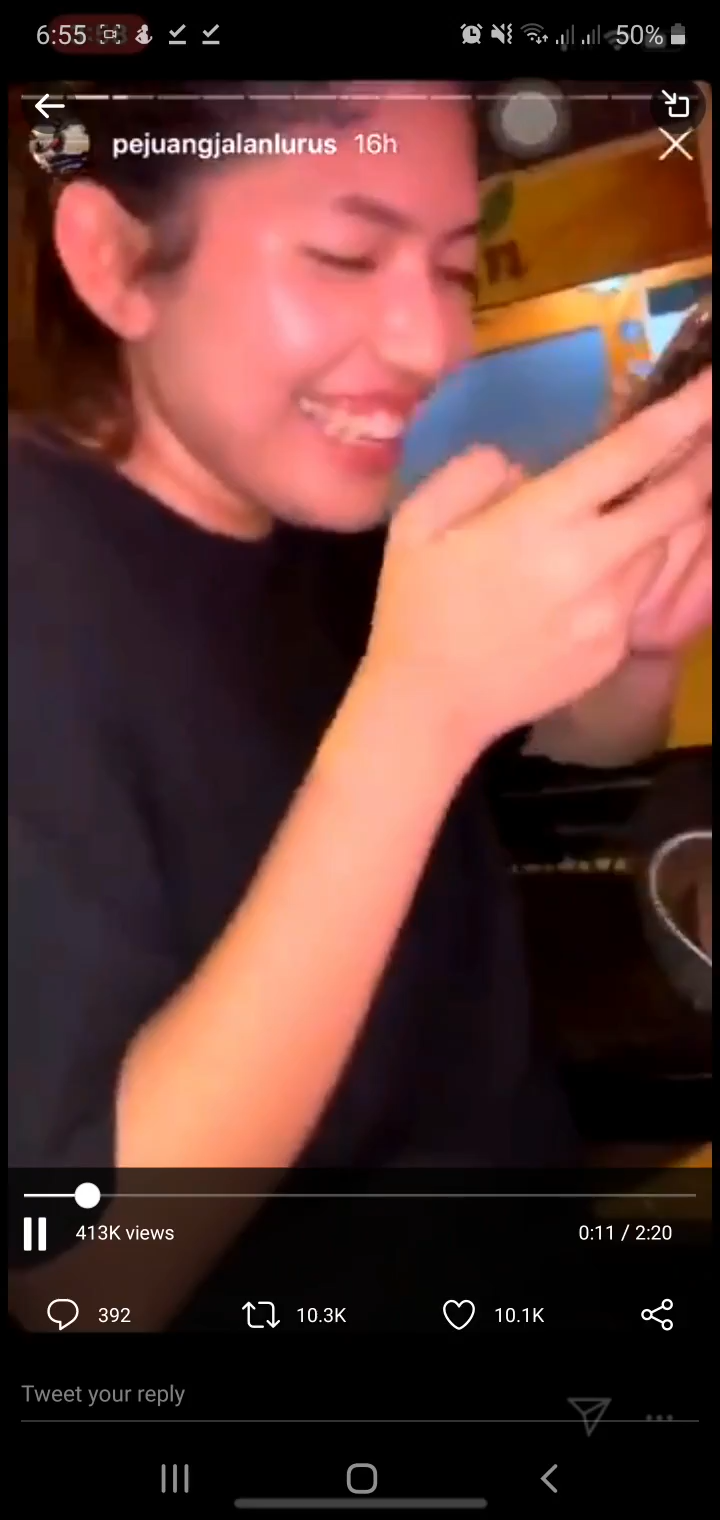 6:55
50%
pejuangjalanlurus 16h
n
413K views
0:11 / 2:20
392
10.3K
10.1K
Tweet your reply